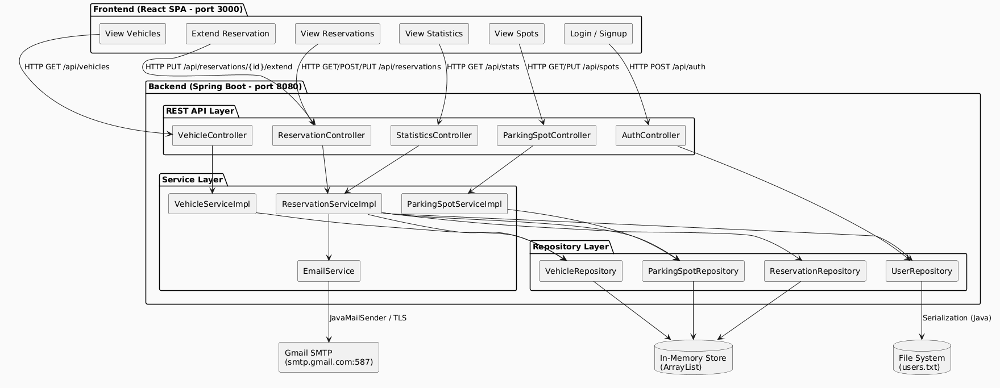 Frontend (React SPA - port 3000)
View Vehicles
Extend Reservation
View Reservations
View Statistics
View Spots
Login / Signup
HTTP GET /api/vehicles
HTTP PUT /api/reservations/{id}/extend
HTTP GET/POST/PUT /api/reservations
HTTP GET /api/stats
HTTP GET/PUT /api/spots
HTTP POST /api/auth
Backend (Spring Boot - port 8080)
REST API Layer
VehicleController
ReservationController
StatisticsController
ParkingSpotController
AuthController
Service Layer
VehicleServiceImpl
ReservationServiceImpl
ParkingSpotServiceImpl
Repository Layer
EmailService
VehicleRepository
ParkingSpotRepository
ReservationRepository
UserRepository
JavaMailSender / TLS
Serialization (Java)
Gmail SMTP
(smtp.gmail.com:587)
In-Memory Store
(ArrayList)
File System
(users.txt)